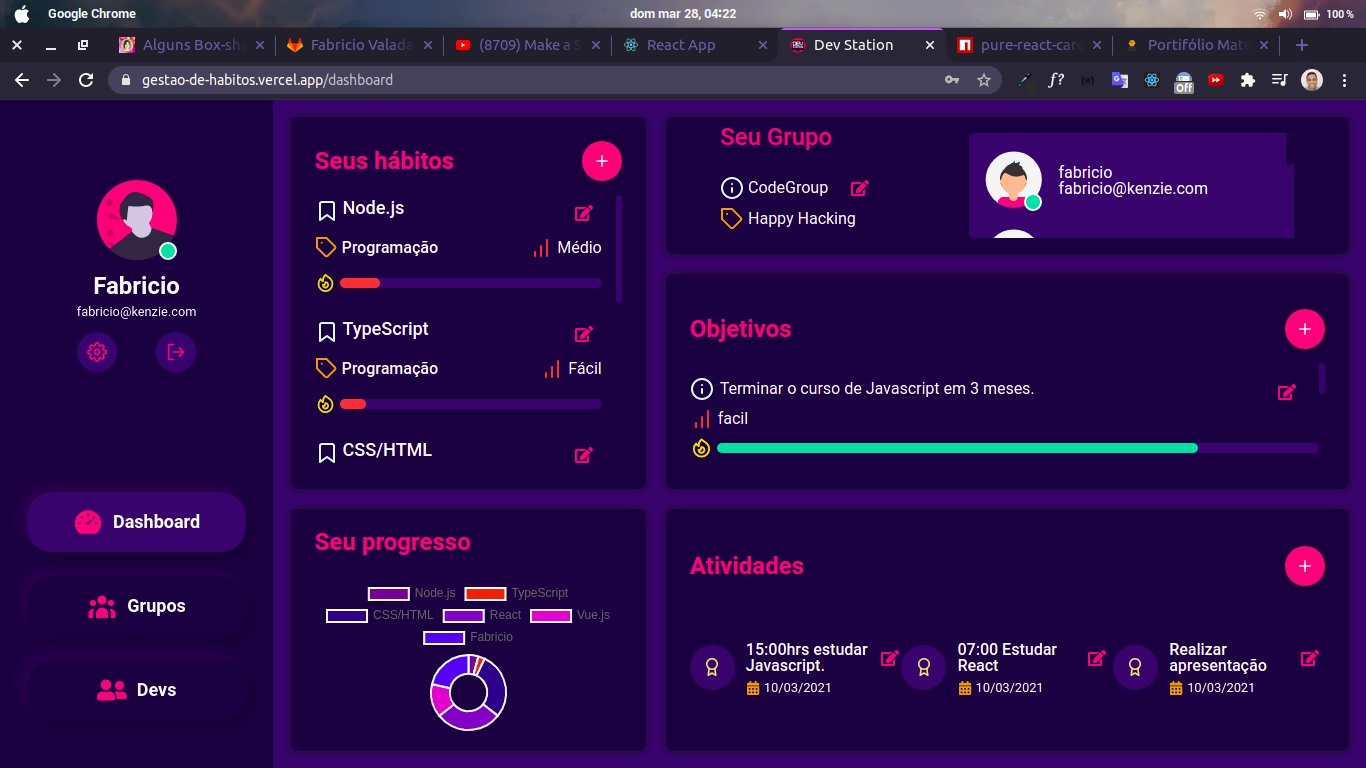 Google Chrome
dom mar 28, 04:22
100 %
Alguns Box-sh
Fabricio Valada
(8709) Make a S
React App
Dev Station
pure-react-caro
Portifólio Mate
gestao-de-habitos.vercel.app/dashboard
f?
Off
Fabricio
fabricio@kenzie.com
Dashboard
Grupos
Devs
Seus hábitos
Node.js
Programação
Médio
TypeScript
Programação
Fácil
CSS/HTML
Seu progresso
Node.js
TypeScript
CSS/HTML
React
Vue.js
Fabricio
Seu Grupo
CodeGroup
Happy Hacking
fabricio
fabricio@kenzie.com
Objetivos
Terminar o curso de Javascript em 3 meses.
facil
Atividades
15:00hrs estudar
Javascript.
10/03/2021
07:00 Estudar
React
10/03/2021
Realizar
apresentação
10/03/2021